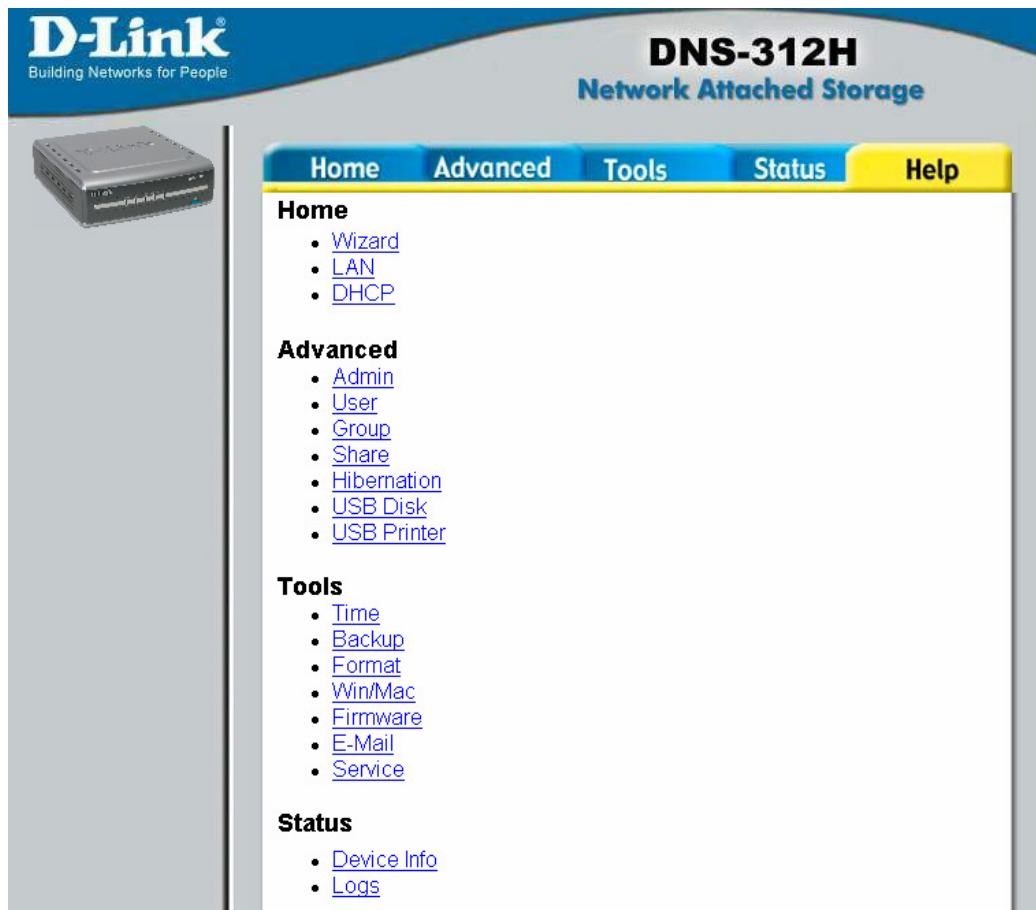 D-Link®
Building Networks for People
DNS-312H
Network Attached Storage
Home Advanced Tools Status Help
Home
Wizard
LAN
DHCP
Advanced
Admin
User
Group
Share
Hibernation
USB Disk
USB Printer
Tools
Time
Backup
Format
Win/Mac
Firmware
E-Mail
Service
Status
Device Info
Logs